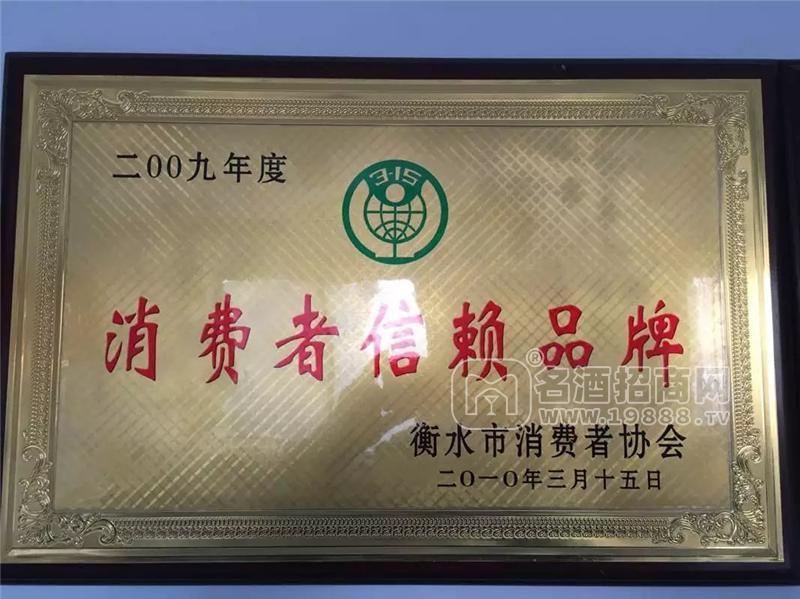 二00九年度
3·15
消费者信赖品牌
®名酒招商网
www.19888.tv
衡水市消费者协会
二O一O年三月十五日